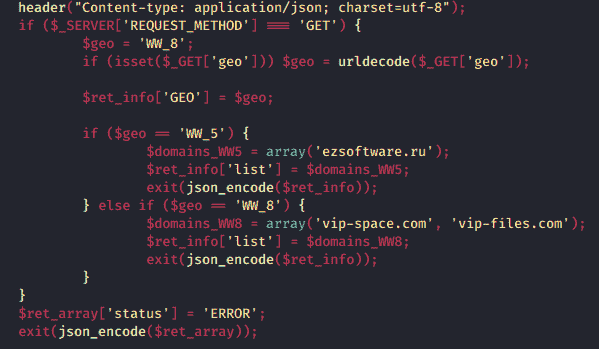 header("Content-type: application/json; charset=utf-8");
if ($_SERVER['REQUEST_METHOD'] === 'GET') {
$geo = 'WW_8';
if (isset($_GET['geo'])) $geo = urldecode($_GET['geo']);
$ret_info['GEO'] = $geo;
if ($geo == 'WW_5') {
$domains_WW5 = array('ezsoftware.ru');
$ret_info['list'] = $domains_WW5;
exit(json_encode($ret_info));
} else if ($geo == 'WW_8') {
$domains_WW8 = array('vip-space.com', 'vip-files.com');
$ret_info['list'] = $domains_WW8;
exit(json_encode($ret_info));
}
}
$ret_array['status'] = 'ERROR';
exit(json_encode($ret_array));